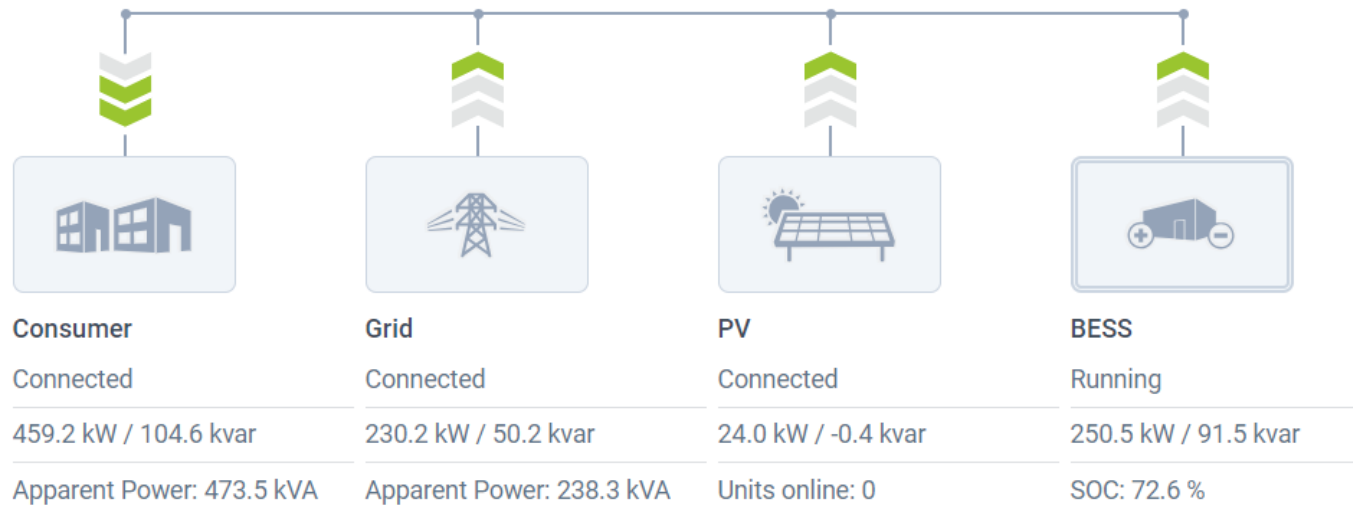 Consumer
Connected
459.2 kW / 104.6 kvar
Apparent Power: 473.5 kVA
Grid
Connected
230.2 kW / 50.2 kvar
Apparent Power: 238.3 kVA
PV
Connected
24.0 kW / -0.4 kvar
Units online: 0
BESS
Running
250.5 kW / 91.5 kvar
SOC: 72.6 %